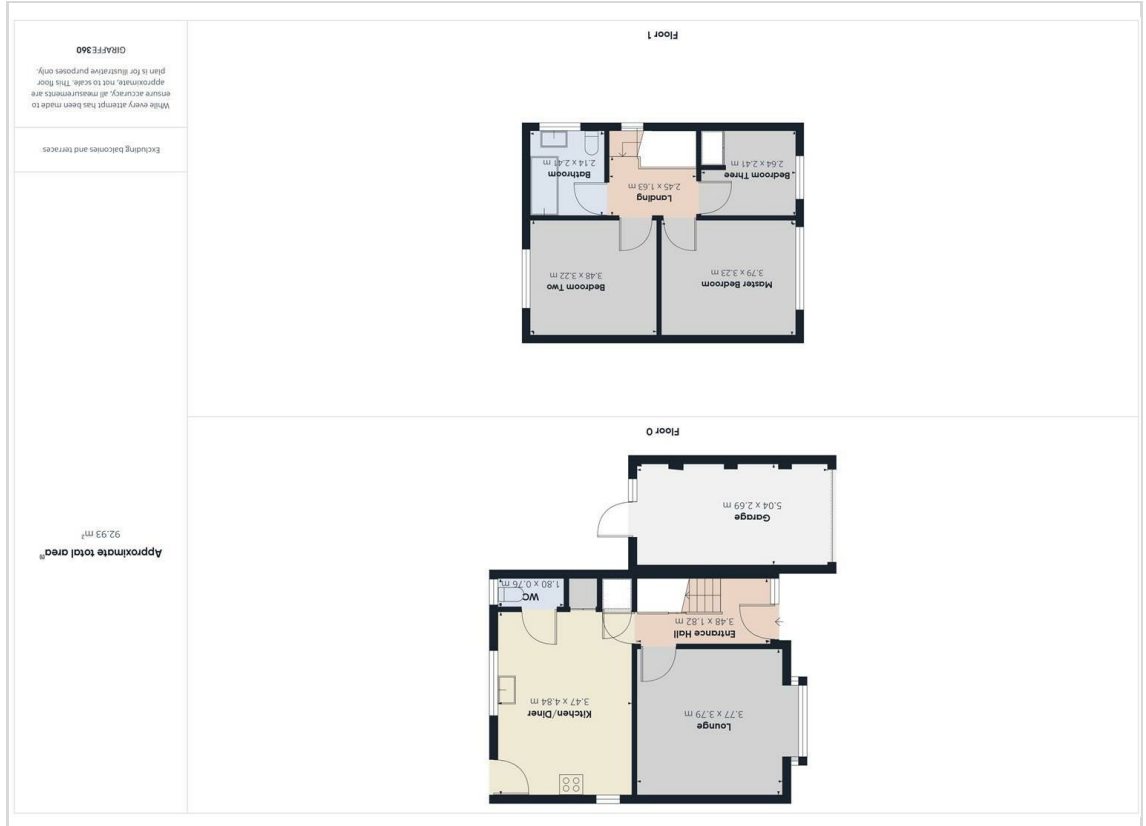 Approximate total area⁽¹⁾
92.93 m²
Excluding balconies and terraces
While every attempt has been made to
ensure accuracy, all measurements are
approximate, not to scale. This floor
plan is for illustrative purposes only.
GIRAFFE360
Lounge
3.77 x 3.79 m
Kitchen/Diner
3.47 x 4.84 m
Entrance Hall
3.48 x 1.82 m
WC
1.80 x 0.76 m
Garage
5.04 x 2.69 m
Floor 0
Master Bedroom
3.79 x 3.23 m
Bedroom Two
3.48 x 3.22 m
Landing
2.45 x 1.63 m
Bedroom Three
2.64 x 2.41 m
Bathroom
2.14 x 2.41 m
Floor 1